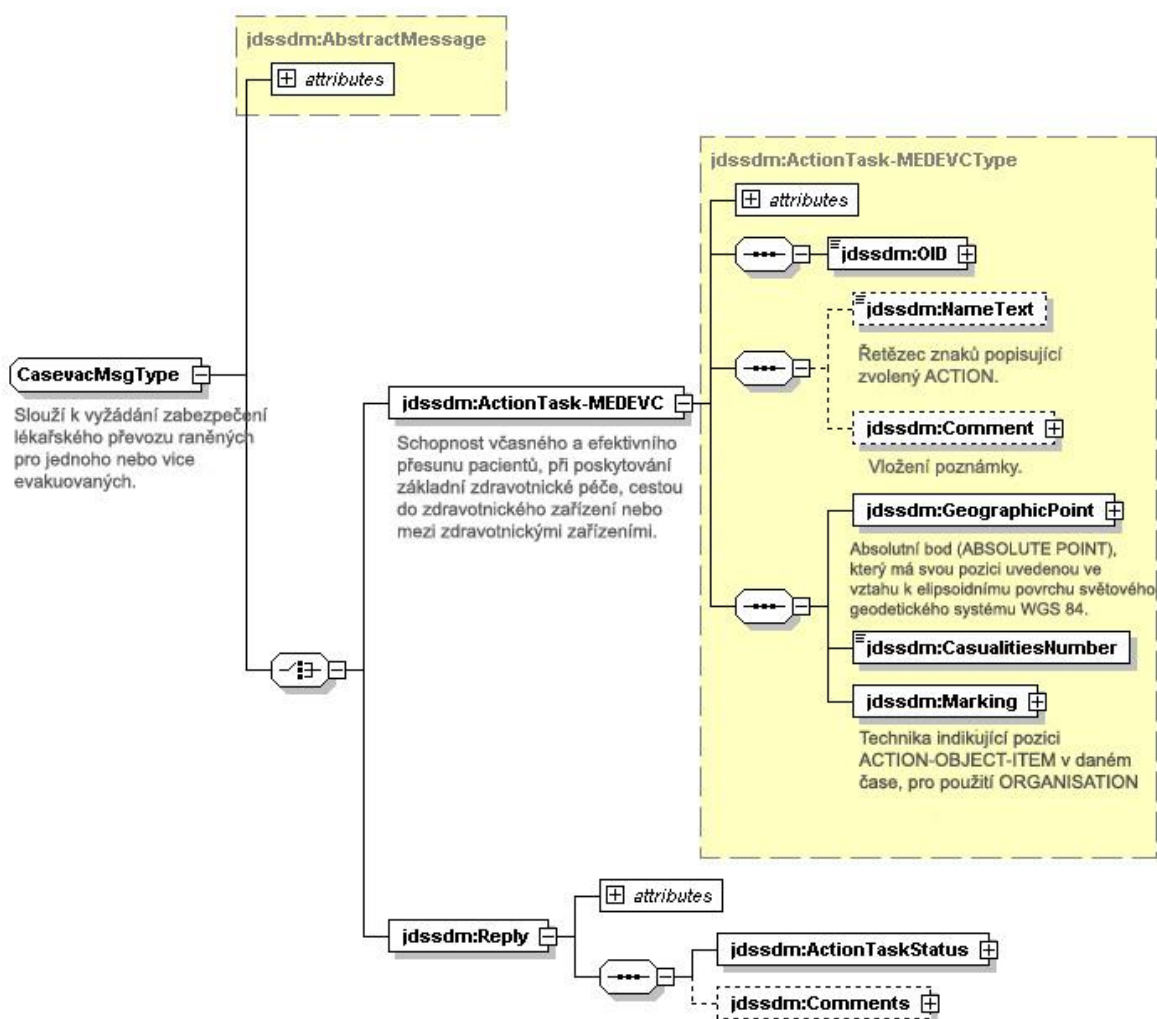 jdssdm:AbstractMessage
attributes
jdssdm:ActionTask-MEDEVCType
attributes
jdssdm:OID
jdssdm:NameText
Řetězec znaků popisující
zvolený ACTION.
jdssdm:Comment
Vložení poznámky.
CasevacMsgType
Slouží k vyžádání zabezpečení
lékařského převozu raněných
pro jednoho nebo vice
evakuovaných.
jdssdm:ActionTask-MEDEVC
Schopnost včasného a efektivního
přesunu pacientů, při poskytování
základní zdravotnické péče, cestou
do zdravotnického zařízení nebo
mezi zdravotnickými zařízeními.
jdssdm:GeographicPoint
Absolutní bod (ABSOLUTE POINT),
který má svou pozici uvedenou ve
vztahu k elipsoidnímu povrchu světového
geodetického systému WGS 84.
jdssdm:CasualitiesNumber
jdssdm:Marking
Technika indikující pozici
ACTION-OBJECT-ITEM v daném
čase, pro použití ORGANISATION
jdssdm:Reply
attributes
jdssdm:ActionTaskStatus
jdssdm:Comments